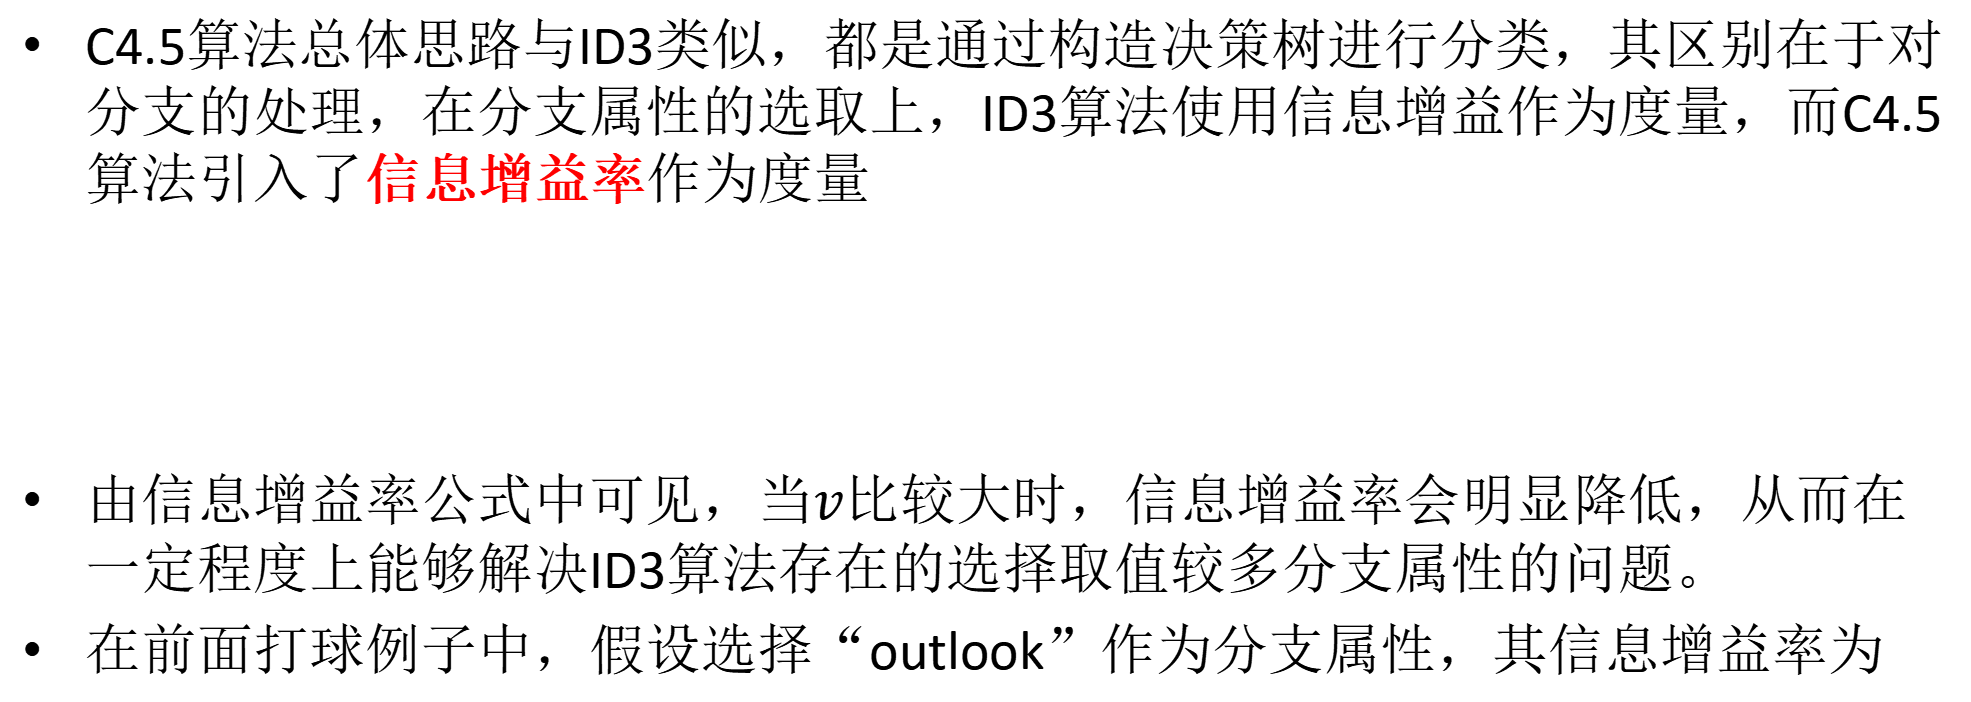 • C4.5算法总体思路与ID3类似，都是通过构造决策树进行分类，其区别在于对
分支的处理，在分支属性的选取上，ID3算法使用信息增益作为度量，而C4.5
算法引入了信息增益率作为度量
• 由信息增益率公式中可见，当v比较大时，信息增益率会明显降低，从而在
一定程度上能够解决ID3算法存在的选择取值较多分支属性的问题。
• 在前面打球例子中，假设选择“outlook”作为分支属性，其信息增益率为